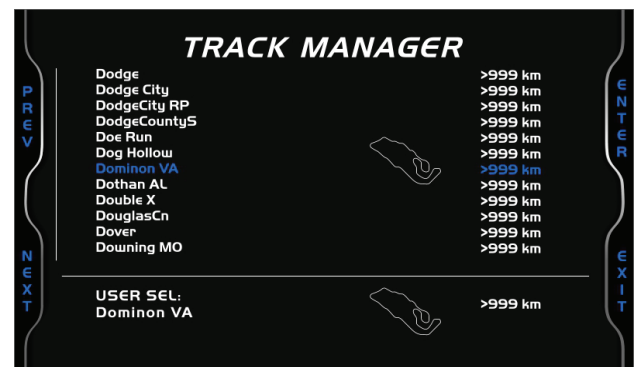 TRACK MANAGER
PREV
NEXT
Dodge >999 km
Dodge City >999 km
DodgeCity RP >999 km
DodgeCountyS >999 km
Doe Run >999 km
Dog Hollow >999 km
Dominon VA >999 km
Dothan AL >999 km
Double X >999 km
DouglasCn >999 km
Dover >999 km
Downing MO >999 km
USER SEL:
Dominon VA >999 km
ENTER
EXIT